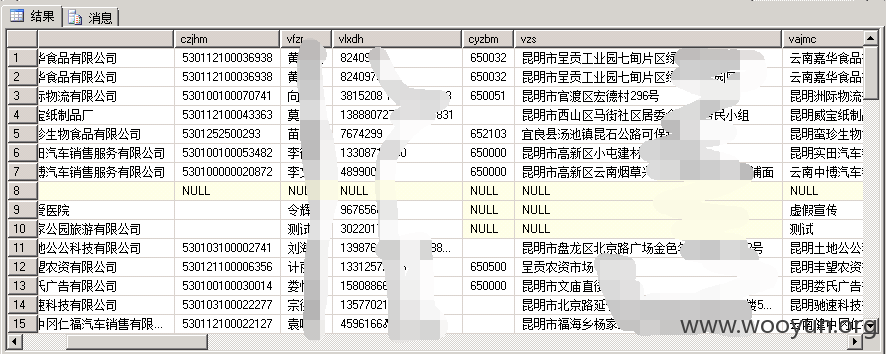 结果 消息
czjhm vfzr vlxdh cyzbm vzs vajmc
1 华食品有限公司 530112100036938 黄 82409 650032 昆明市呈贡工业园七甸片区 云南嘉华食品
2 华食品有限公司 530112100036938 黄 82409 650032 昆明市呈贡工业园七甸片区 云南嘉华食品
3 际物流有限公司 530100100070741 向 3815208 650051 昆明市官渡区宏德村296号 昆明洲际物流
4 宝纸制品厂 530112100043363 莫 13888072 831 昆明市西山区马街社区居委 民小组 昆明威宝纸制
5 珍生物食品有限公司 5301252500293 苗 7674299 652103 宜良县汤池镇昆石公路可保 昆明蛮珍生物
6 田汽车销售服务有限公司 530100100053482 李 133087 0 650000 昆明市高新区小屯建材 昆明实田汽车
7 博汽车销售服务有限公司 530100000020872 李 48990 650000 昆明市高新区云南烟草 铺面 云南中博汽车
8 NULL NULL NULL NULL NULL NULL
9 爱医院 令辉 967656 NULL NULL 虚假宣传
10 家公园旅游有限公司 测试 302201 NULL NULL 测试
11 地公公科技有限公司 530103100002741 刘 13987 38... 昆明市盘龙区北京路广场金色 2号 昆明土地公公
12 望农资有限公司 530121100006356 计 133125 650500 呈贡农资市场 昆明丰望农资
13 氏广告有限公司 530100100030014 娄 1580886 650000 昆明市文庙直街 昆明娄氏广告
14 速科技有限公司 530103100022277 宗 1357702 昆明市北京路延 楼5... 昆明驰速科技
15 中冈仁福汽车销售有限... 530112100022127 袁 4596166 昆明市福海乡杨家
www.wooyun.org